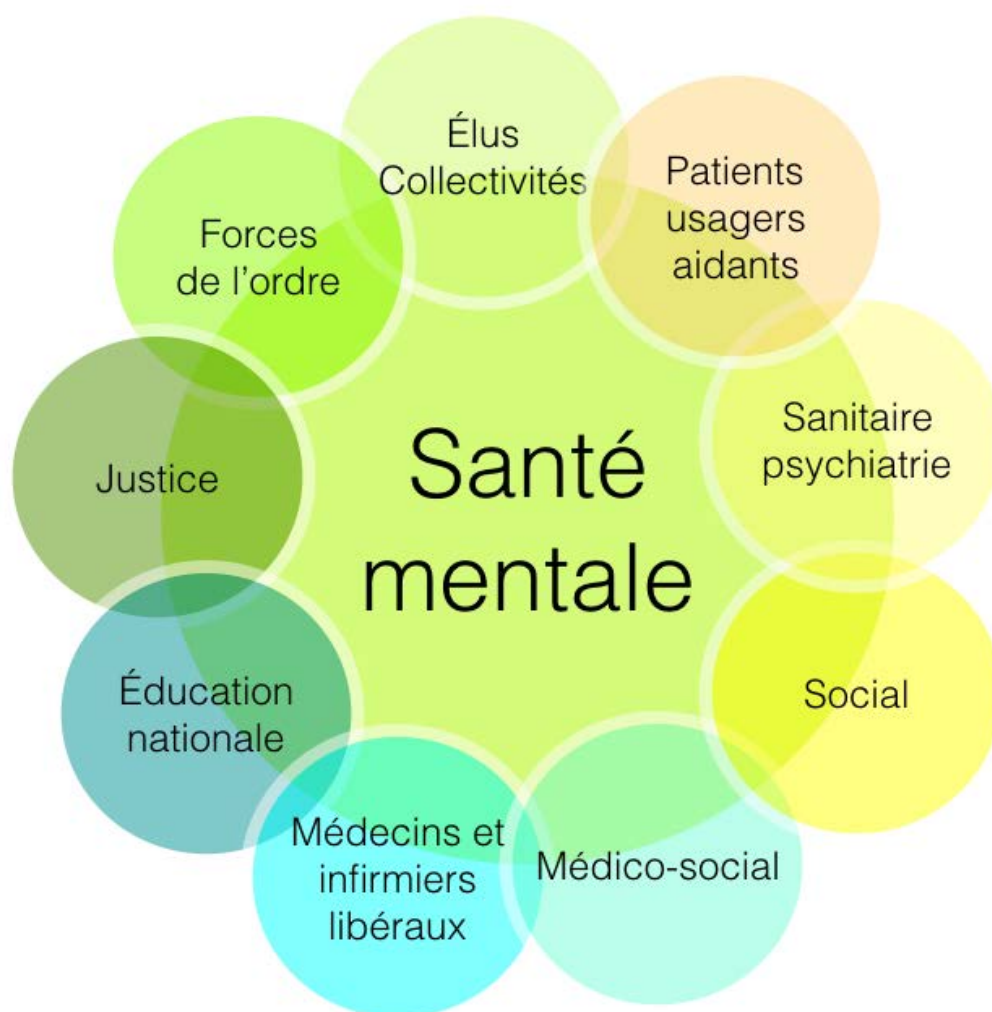 Élus
Collectivités
Patients
usagers
aidants
Sanitaire
psychiatrie
Social
Médico-social
Médecins et
infirmiers
libéraux
Éducation
nationale
Justice
Forces
de l'ordre
Santé
mentale